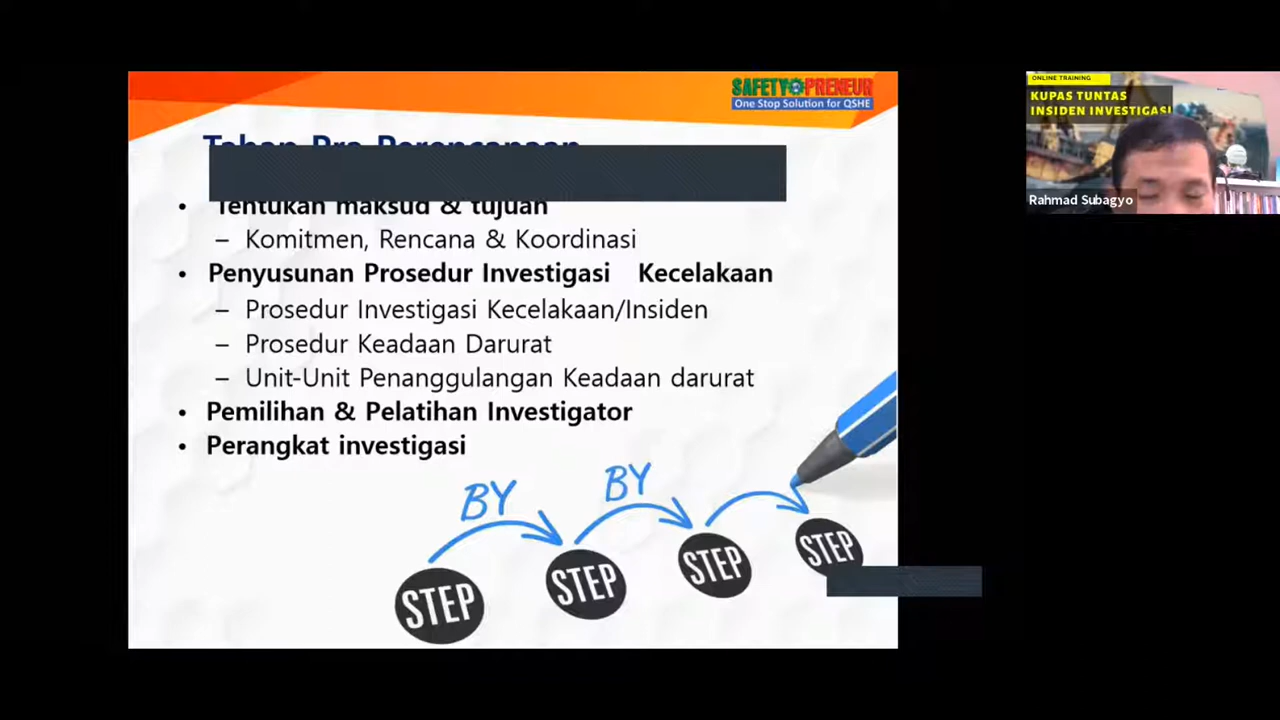 SAFETY PRENEUR
One Stop Solution for QSHE
Tahap Pra Perencanaan
• Tentukan maksud & tujuan
– Komitmen, Rencana & Koordinasi
• Penyusunan Prosedur Investigasi Kecelakaan
– Prosedur Investigasi Kecelakaan/Insiden
– Prosedur Keadaan Darurat
– Unit-Unit Penanggulangan Keadaan darurat
• Pemilihan & Pelatihan Investigator
• Perangkat investigasi
BY BY
STEP STEP STEP STEP
ONLINE TRAINING
KUPAS TUNTAS
INSIDEN INVESTIGASI
Rahmad Subagyo